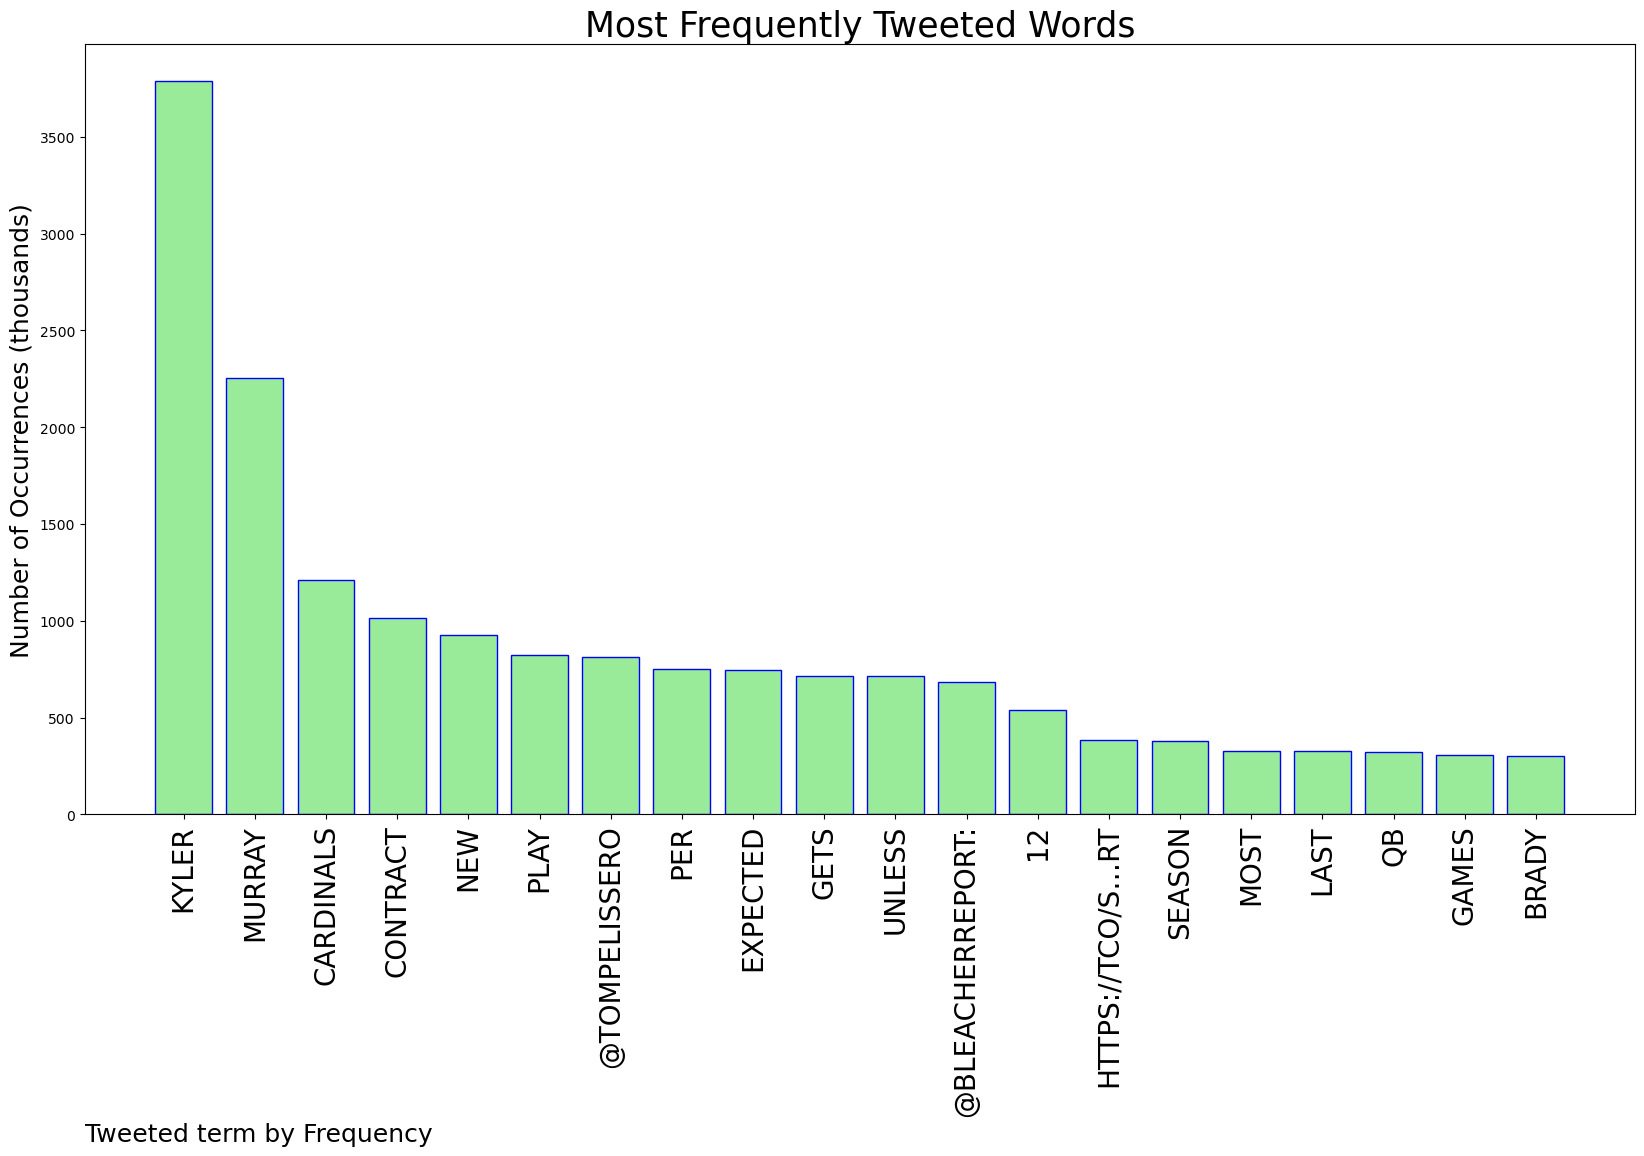 Most Frequently Tweeted Words
Number of Occurrences (thousands)
3500
3000
2500
2000
1500
1000
500
0
KYLER
MURRAY
CARDINALS
CONTRACT
NEW
PLAY
@TOMPELISSERO
PER
EXPECTED
GETS
UNLESS
@BLEACHERREPORT:
12
HTTPS://TCO/S...RT
SEASON
MOST
LAST
QB
GAMES
BRADY
Tweeted term by Frequency